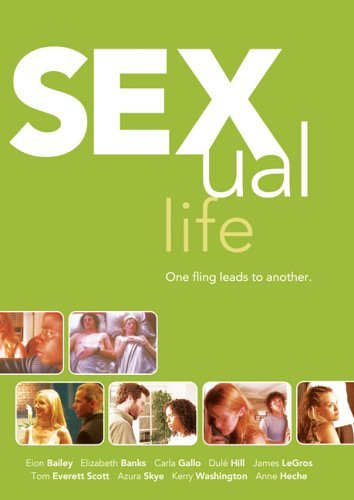 SEX
ual
life
One fling leads to another.
Eion Bailey Elizabeth Banks Carla Gallo Dulé Hill James LeGros
Tom Everett Scott Azura Skye Kerry Washington Anne Heche